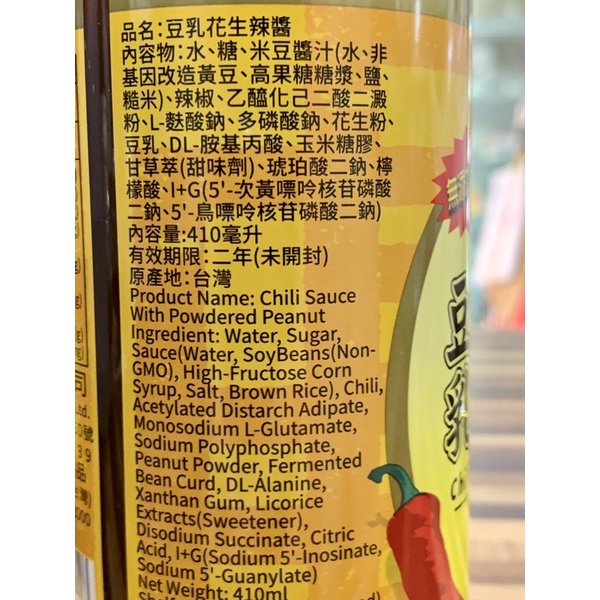 品名:豆乳花生辣醬
內容物:水、糖、米豆醬汁(水、非
基因改造黃豆、高果糖糖漿、鹽、
糙米)、辣椒、乙醯化己二酸二澱
粉、L-麩酸鈉、多磷酸鈉、花生粉、
豆乳、DL-胺基丙酸、玉米糖膠、
甘草萃(甜味劑)、琥珀酸二鈉、檸
檬酸、I+G(5'-次黃嘌呤核苷磷酸
二鈉、5'-鳥嘌呤核苷磷酸二鈉)
內容量:410毫升
有效期限:二年(未開封)
原產地:台灣
Product Name: Chili Sauce
With Powdered Peanut
Ingredient: Water, Sugar,
Sauce(Water, SoyBeans(Non-
GMO), High-Fructose Corn
Syrup, Salt, Brown Rice), Chili,
Acetylated Distarch Adipate,
Monosodium L-Glutamate,
Sodium Polyphosphate,
Peanut Powder, Fermented
Bean Curd, DL-Alanine,
Xanthan Gum, Licorice
Extracts(Sweetener),
Disodium Succinate, Citric
Acid, I+G(Sodium 5'-Inosinate,
Sodium 5'-Guanylate)
Net Weight: 410ml
豆